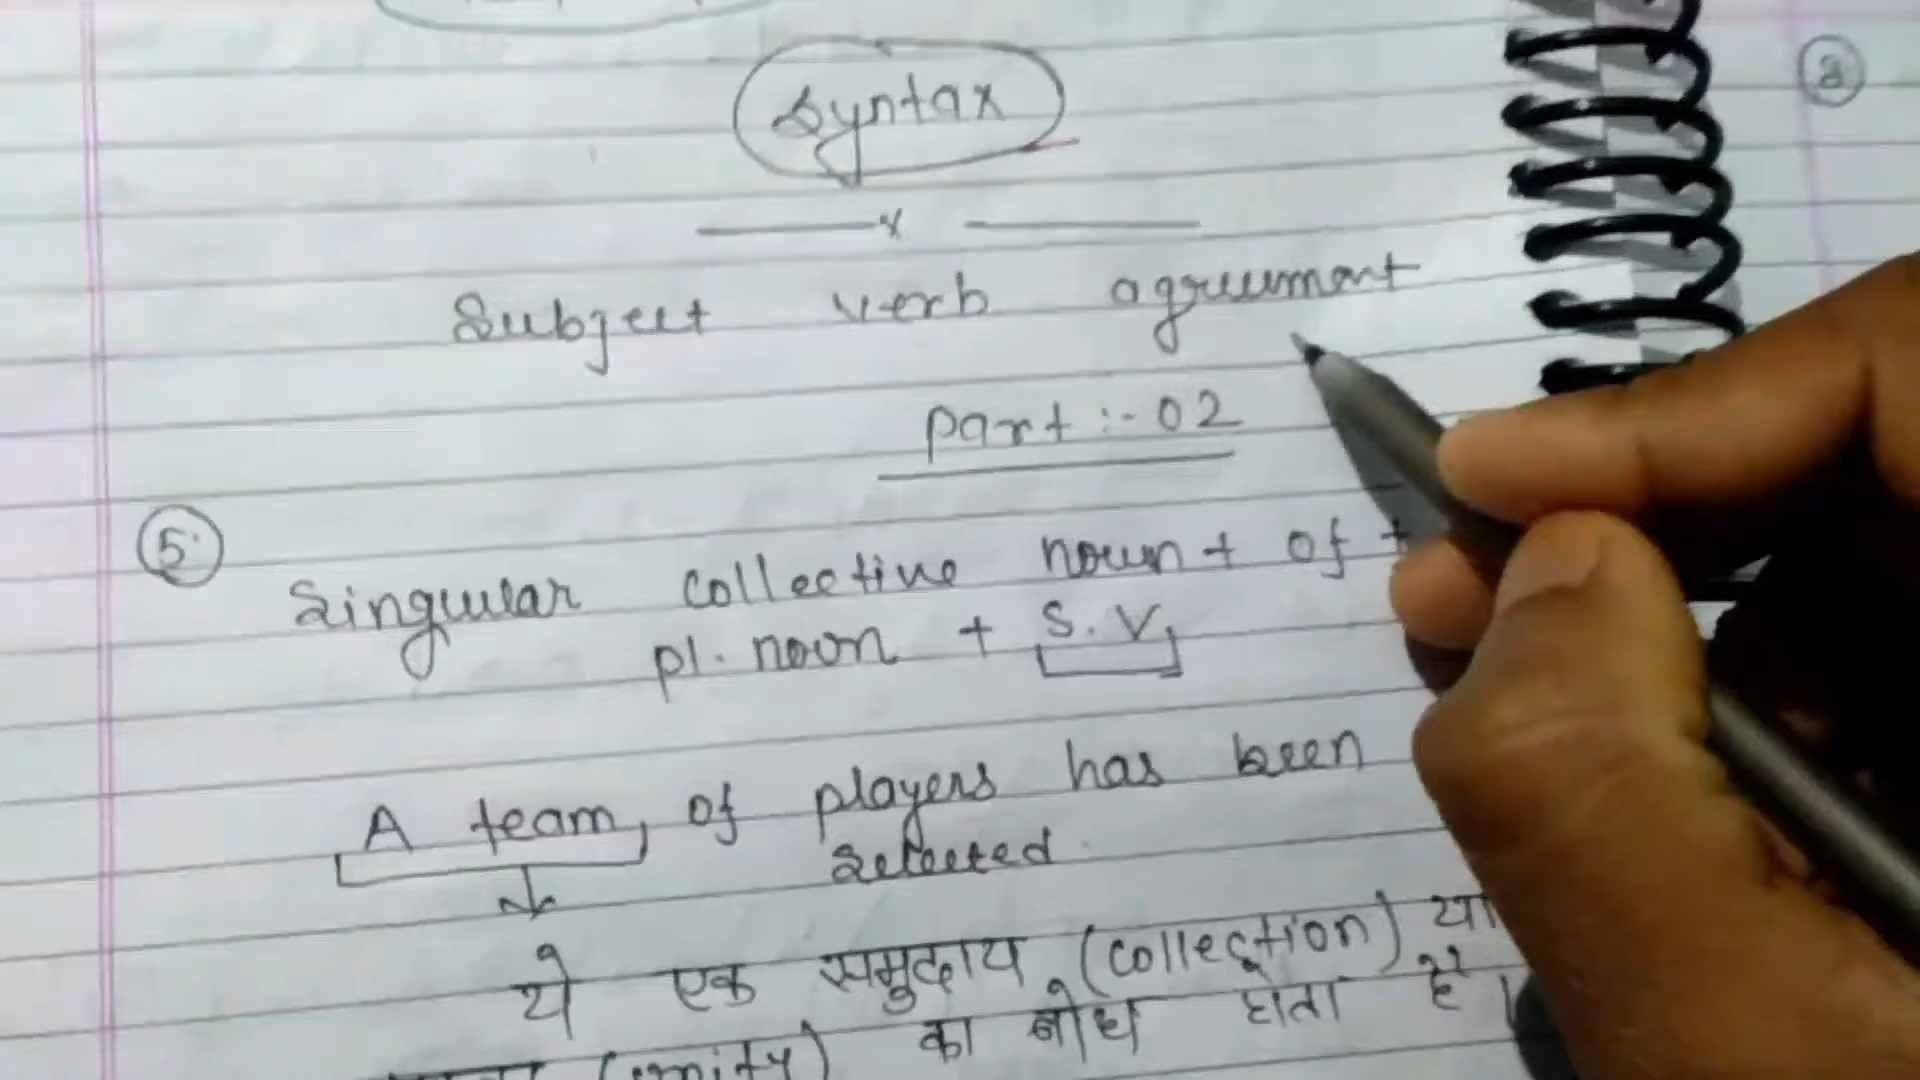 Syntax
x
Subject verb agreement
Part :- 02
5.
Singular collective noun + of +
pl. noun + S.V.
A team of players has been
selected.
ये एक समुदाय (collection) या
(unity) का बोध होता है।